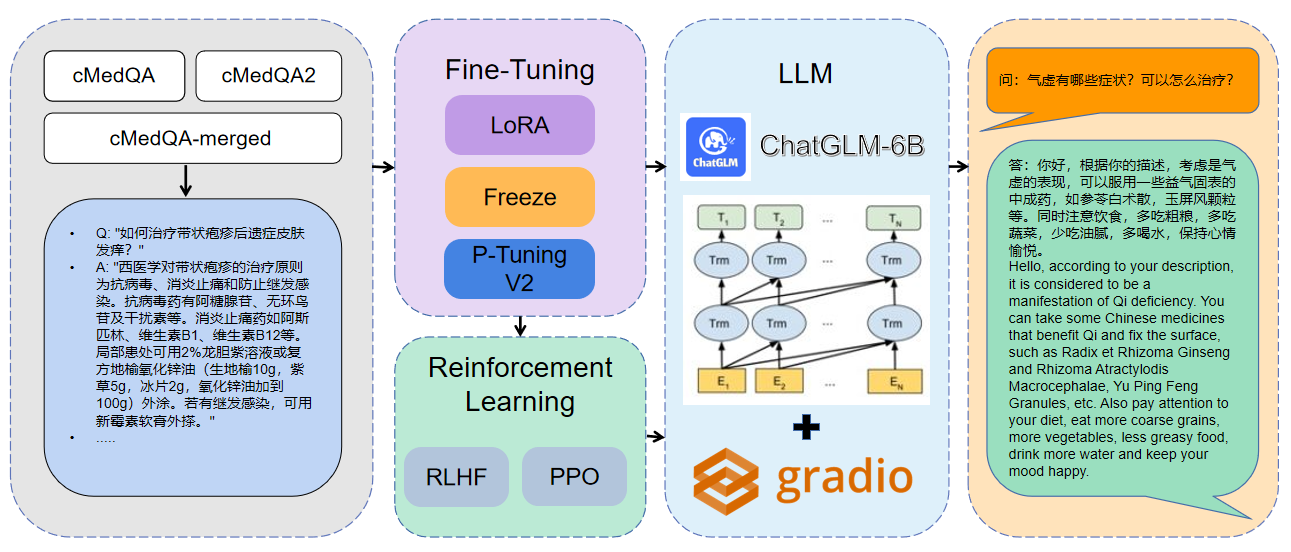 cMedQA
cMedQA2
cMedQA-merged
• Q: "如何治疗带状疱疹后遗症皮肤
发痒？"
• A: "西医学对带状疱疹的治疗原则
为抗病毒、消炎止痛和防止继发感
染。抗病毒药有阿糖腺苷、无环鸟
苷及干扰素等。消炎止痛药如阿斯
匹林、维生素B1、维生素B12等。
局部患处可用2%龙胆紫溶液或复
方地榆氧化锌油（生地榆10g，紫
草5g，冰片2g，氧化锌油加到
100g）外涂。若有继发感染，可用
新霉素软膏外搽。"
• .....
Fine-Tuning
LoRA
Freeze
P-Tuning
V2
Reinforcement
Learning
RLHF
PPO
LLM
ChatGLM
ChatGLM-6B
T1 T2 ... TN
Trm Trm ... Trm
Trm Trm ... Trm
E1 E2 ... EN
+
gradio
问：气虚有哪些症状？可以怎么治疗？
答：你好，根据你的描述，考虑是气
虚的表现，可以服用一些益气固表的
中成药，如参苓白术散，玉屏风颗粒
等。同时注意饮食，多吃粗粮，多吃
蔬菜，少吃油腻，多喝水，保持心情
愉悦。
Hello, according to your description,
it is considered to be a
manifestation of Qi deficiency. You
can take some Chinese medicines
that benefit Qi and fix the surface,
such as Radix et Rhizoma Ginseng
and Rhizoma Atractylodis
Macrocephalae, Yu Ping Feng
Granules, etc. Also pay attention to
your diet, eat more coarse grains,
more vegetables, less greasy food,
drink more water and keep your
mood happy.